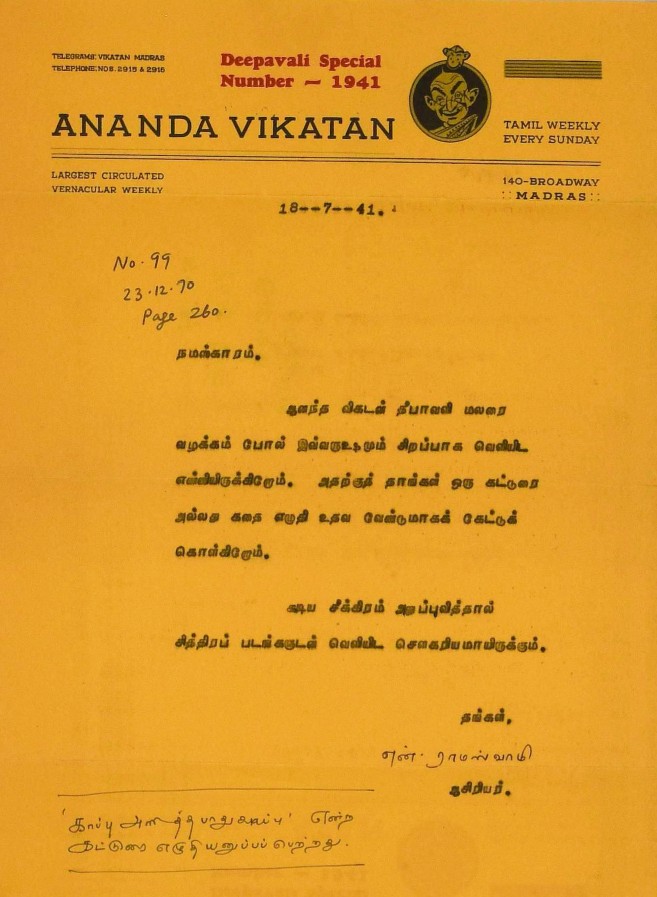 TELEGRAMS: VIKATAN MADRAS
TELEPHONE: NOS. 2915 & 2916
Deepavali Special
Number — 1941
ANANDA VIKATAN
TAMIL WEEKLY
EVERY SUNDAY
LARGEST CIRCULATED
VERNACULAR WEEKLY
140-BROADWAY
:: MADRAS ::
18--7--41.
No. 99
23.12.70
Page 260.
நமஸ்காரம்.
ஆனந்த விகடன் தீபாவளி மலரை
வழக்கம் போல் இவ்வருஷமும் சிறப்பாக வெளியிட
எண்ணியிருக்கிறோம். அதற்குத் தாங்கள் ஒரு கட்டுரை
அல்லது கதை எழுதி உதவ வேண்டுமாகக் கேட்டுக்
கொள்கிறோம்.
கூடிய சீக்கிரம் அனுப்புவித்தால்
சித்திரப் படங்களுடன் வெளியிட சௌகரியமாயிருக்கும்.
தங்கள்,
என். ராமஸ்வாமி
ஆசிரியர்.
'காப்பு அளித்த பாதுகாப்பு' என்ற
கட்டுரை எழுதியனுப்பப் பெற்றது.